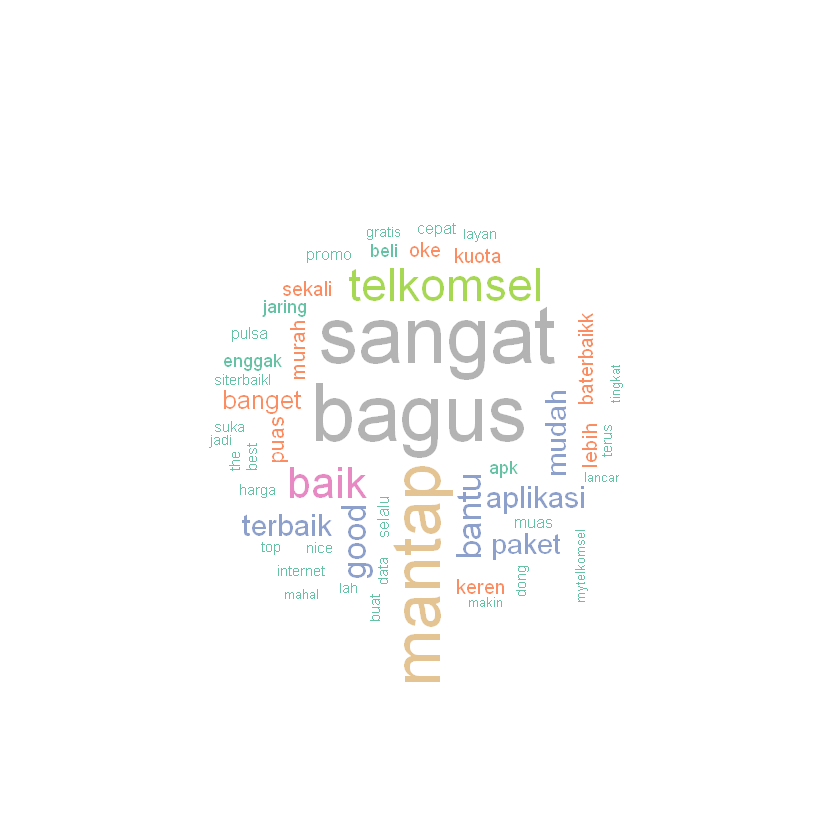 gratis
cepat
layan
promo
beli
oke
kuota
telkomsel
sekali
jaring
sangat
pulsa
murah
baterbaikk
enggak
tingkat
siterbaikl
banget
bagus
mudah
suka
puas
lebih
terus
jadi
the
best
baik
apk
lancar
harga
mantap
bantu
aplikasi
terbaik
good
selalu
muas
top
nice
paket
mytelkomsel
internet
data
dong
keren
mahal
lah
buat
makin